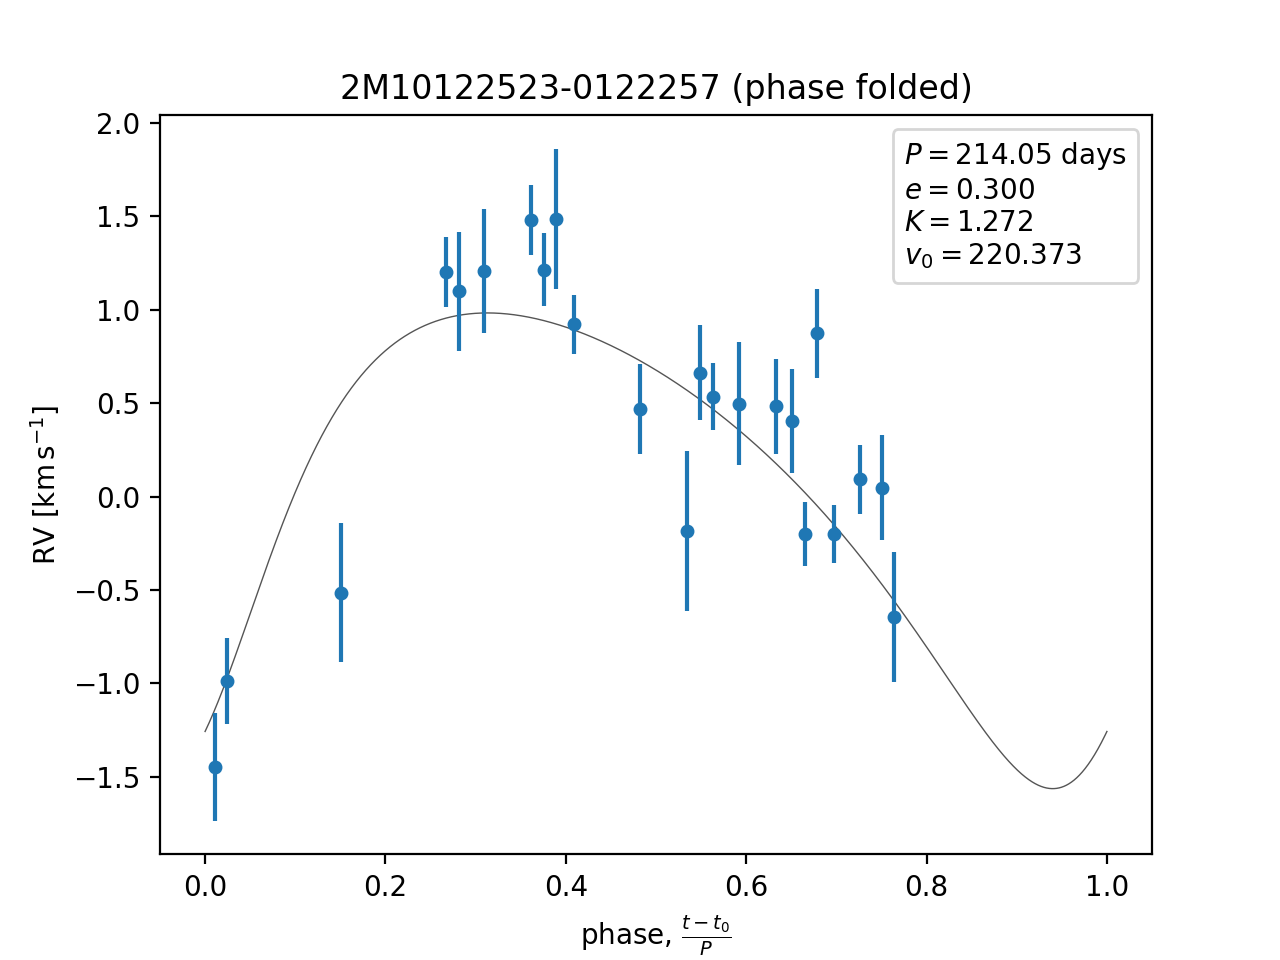 2M10122523-0122257 (phase folded)
P = 214.05 days
e = 0.300
K = 1.272
v₀ = 220.373
RV [km s⁻¹]
2.0
1.5
1.0
0.5
0.0
−0.5
−1.0
−1.5
0.0 0.2 0.4 0.6 0.8 1.0
phase, (t − t₀)/P